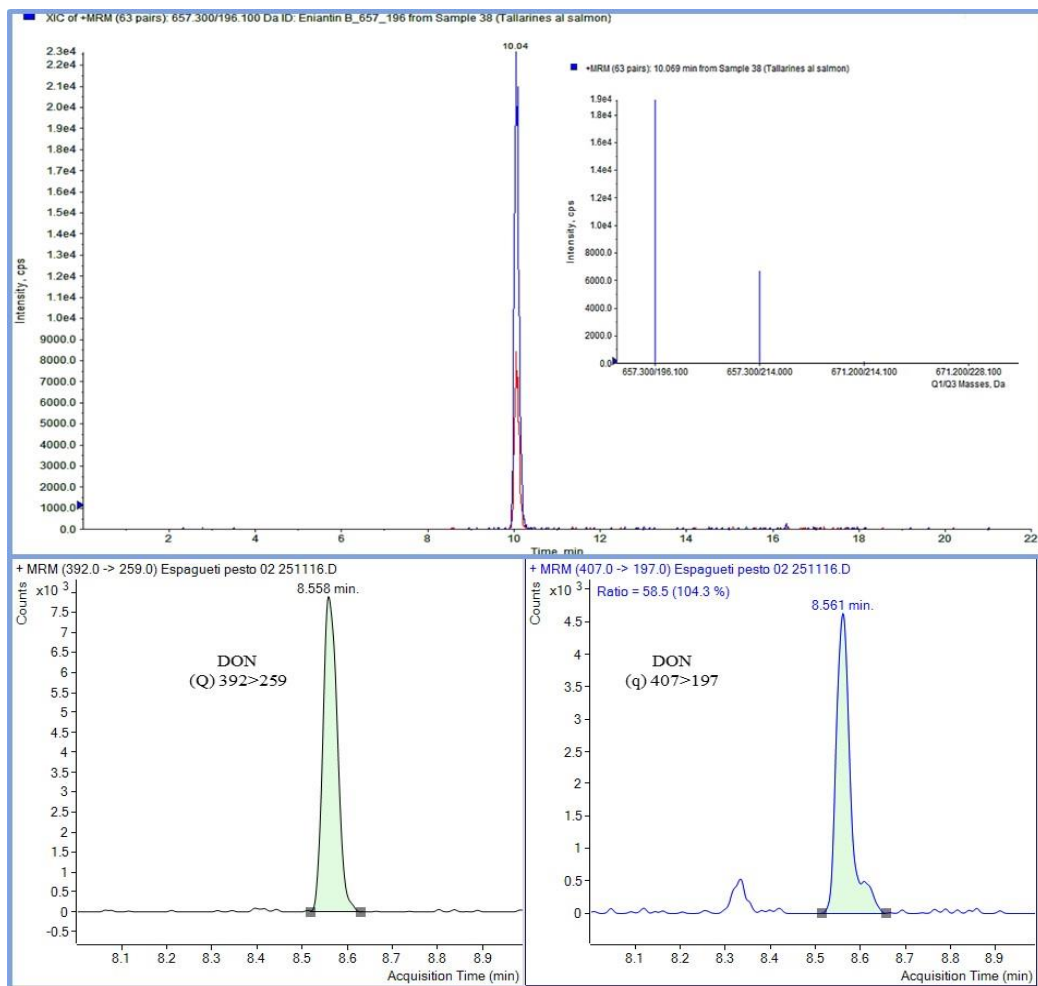 XIC of +MRM (63 pairs): 657.300/196.100 Da ID: Eniantin B_657_196 from Sample 38 (Tallarines al salmon)
10.04
2.3e4
2.2e4
2.1e4
2.0e4
1.9e4
1.8e4
1.7e4
1.6e4
1.5e4
1.4e4
1.3e4
1.2e4
1.1e4
1.0e4
9000.0
8000.0
7000.0
6000.0
5000.0
4000.0
3000.0
2000.0
1000.0
0.0
Intensity, cps
2 4 6 8 10 12 14 16 18 20 22
Time, min
+MRM (63 pairs): 10.069 min from Sample 38 (Tallarines al salmon)
1.9e4
1.8e4
1.6e4
1.4e4
1.2e4
1.0e4
8000.0
6000.0
4000.0
2000.0
0.0
Intensity, cps
657.300/196.100 657.300/214.000 671.200/214.100 671.200/228.100
Q1/Q3 Masses, Da
+ MRM (392.0 -> 259.0) Espagueti pesto 02 251116.D
Counts
x10 3
8.558 min.
7.5
7
6.5
6
5.5
5
4.5
4
3.5
3
2.5
2
1.5
1
0.5
0
-0.5
DON
(Q) 392>259
8.1 8.2 8.3 8.4 8.5 8.6 8.7 8.8 8.9
Acquisition Time (min)
+ MRM (407.0 -> 197.0) Espagueti pesto 02 251116.D
Counts
x10 3
Ratio = 58.5 (104.3 %)
8.561 min.
4.5
4
3.5
3
2.5
2
1.5
1
0.5
0
DON
(q) 407>197
8.1 8.2 8.3 8.4 8.5 8.6 8.7 8.8 8.9
Acquisition Time (min)